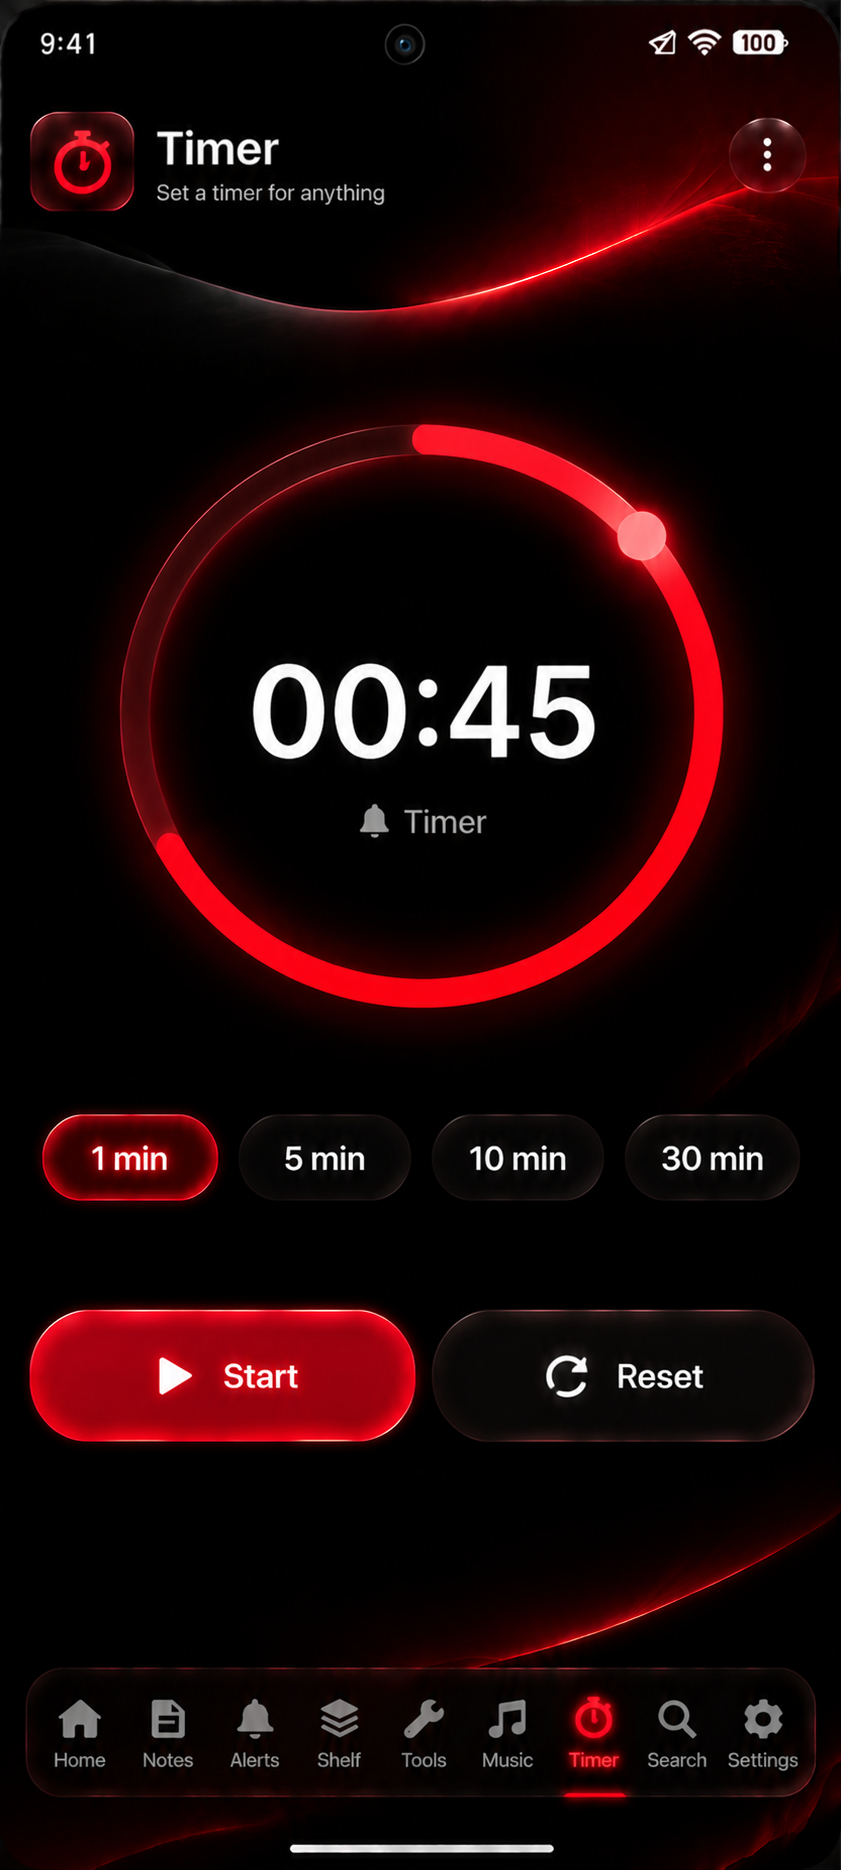 9:41
100
Timer
Set a timer for anything
00:45
Timer
1 min 5 min 10 min 30 min
Start Reset
Home Notes Alerts Shelf Tools Music Timer Search Settings